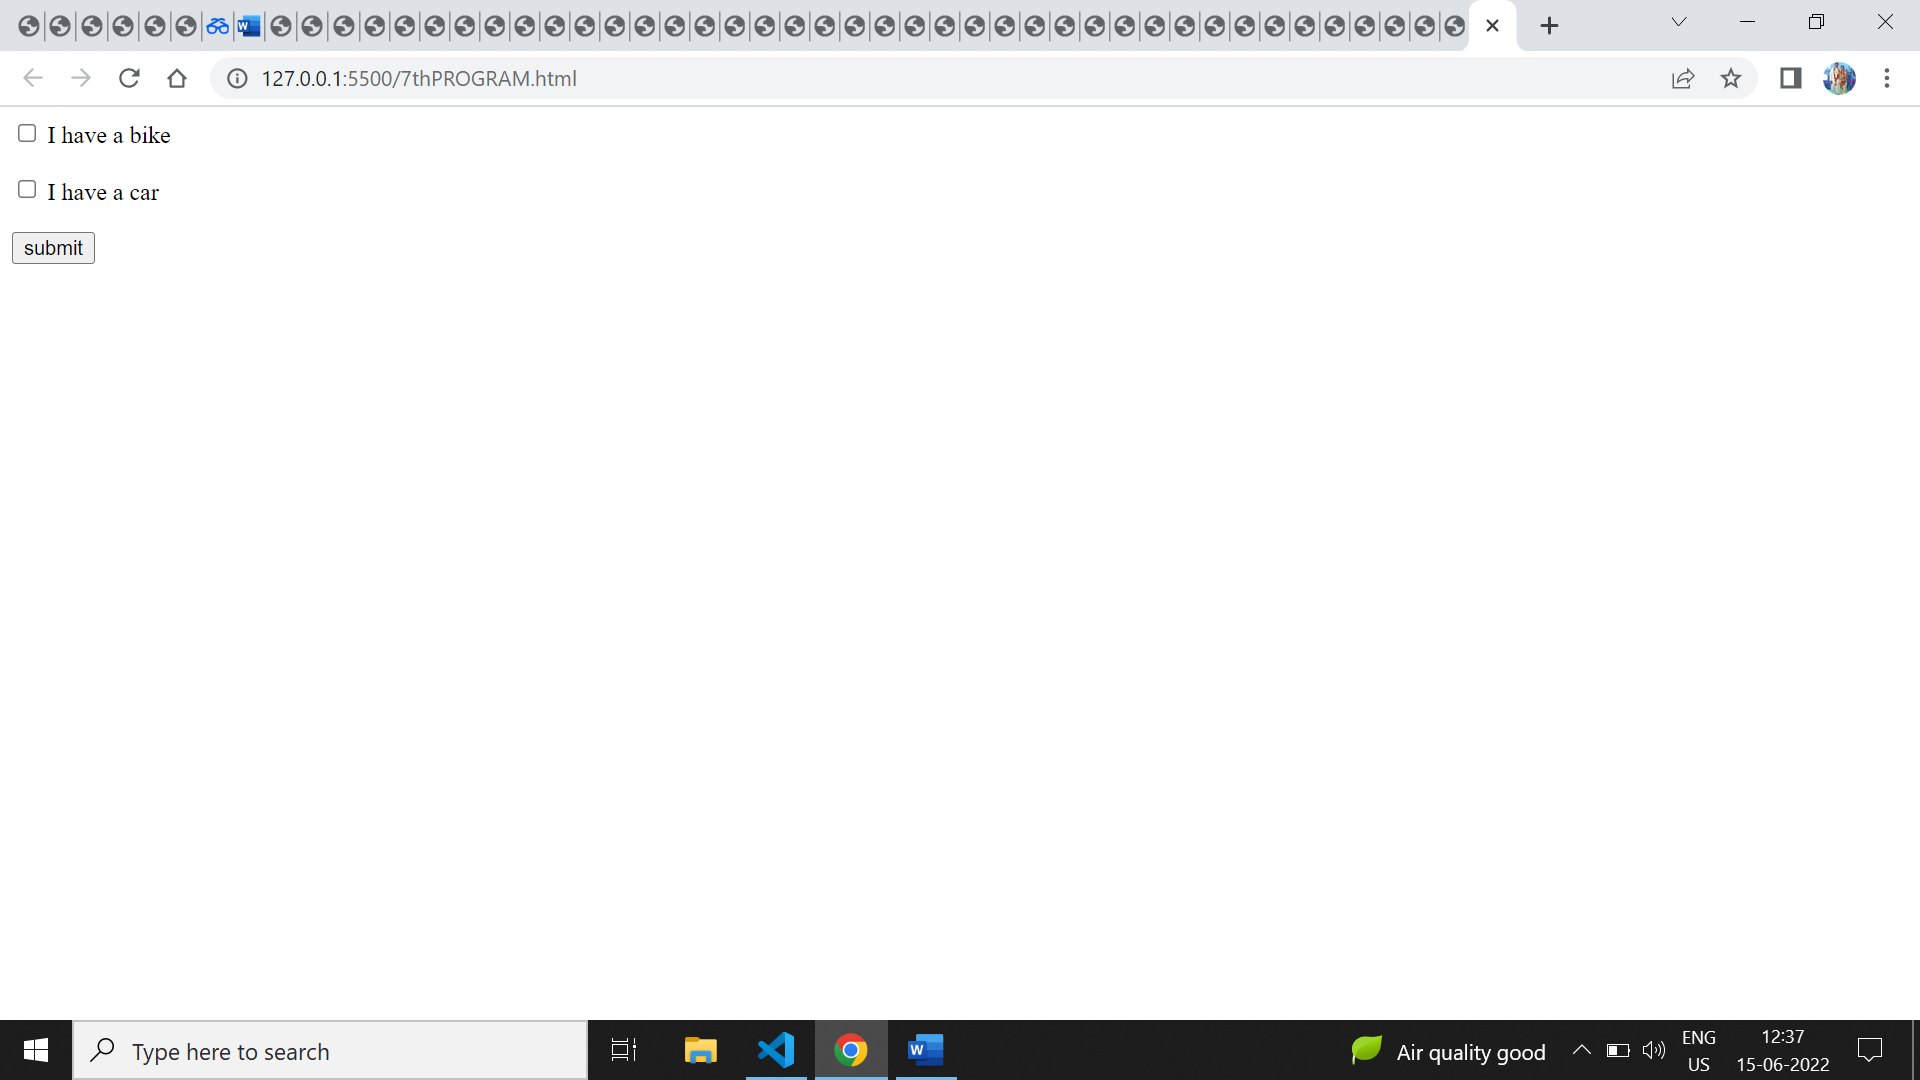 127.0.0.1:5500/7thPROGRAM.html
I have a bike
I have a car
submit
Type here to search
Air quality good
ENG
US
12:37
15-06-2022